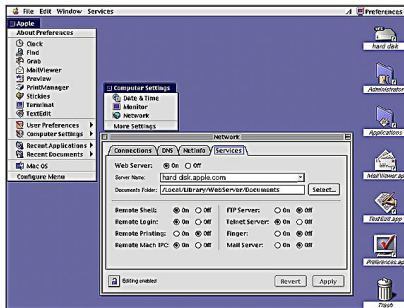 File Edit Window Services
Preferences
Apple
About Preferences
Clock
Find
Grab
MailViewer
Preview
PrintManager
Stickies
Terminal
TextEdit
User Preferences
Computer Settings
Recent Applications
Recent Documents
Mac OS
Configure Menu
Computer Settings
Date & Time
Monitor
Network
More Settings
Network
Connections DNS NetInfo Services
Web Server: On Off
Server Name: hard disk.apple.com
Documents Folder: /Local/Library/WebServer/Documents Select...
Remote Shell: On Off FTP Server: On Off
Remote Login: On Off Telnet Server: On Off
Remote Printing: On Off Finger: On Off
Remote Mach IPC: On Off Mail Server: On Off
Editing enabled Revert Apply
hard disk
Administrator
Applications
MailViewer.ap
TextEdit.app
Preferences.ap
Trash